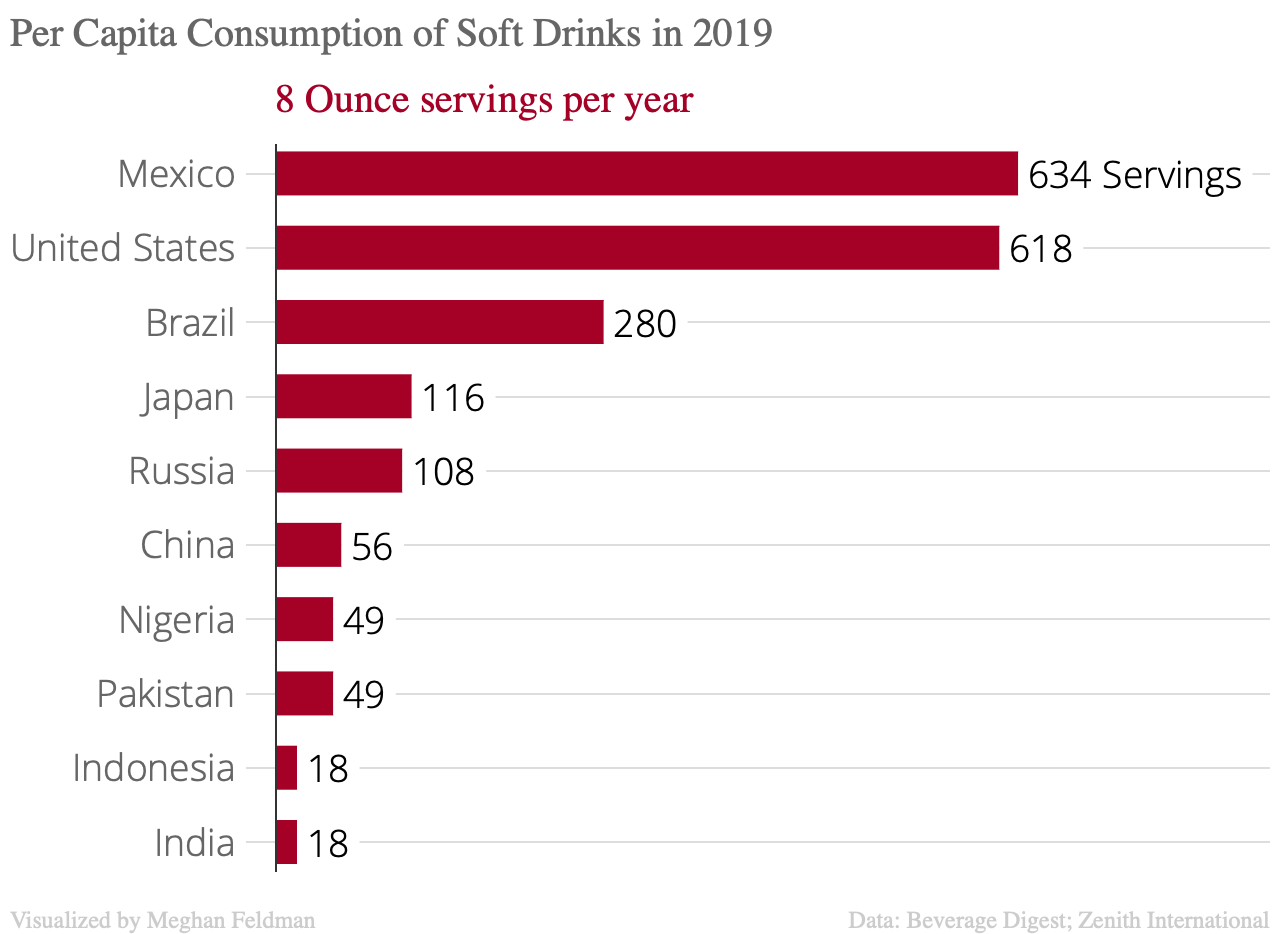 Per Capita Consumption of Soft Drinks in 2019
8 Ounce servings per year
Mexico 634 Servings
United States 618
Brazil 280
Japan 116
Russia 108
China 56
Nigeria 49
Pakistan 49
Indonesia 18
India 18
Visualized by Meghan Feldman Data: Beverage Digest; Zenith International